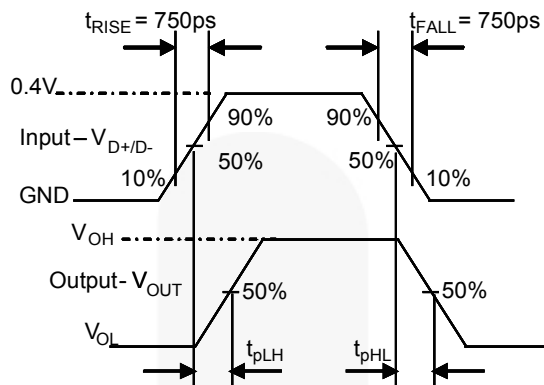 tRISE = 750ps
tFALL = 750ps
0.4V
90%
90%
Input – VD+/D-
50%
50%
10%
10%
GND
VOH
Output- VOUT
50%
50%
VOL
tpLH
tpHL